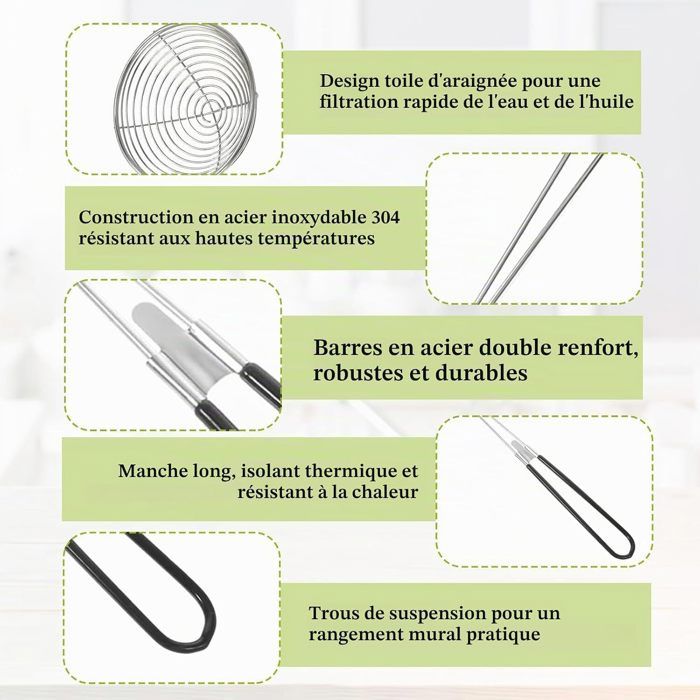 Design toile d'araignée pour une
filtration rapide de l'eau et de l'huile
Construction en acier inoxydable 304
résistant aux hautes températures
Barres en acier double renfort,
robustes et durables
Manche long, isolant thermique et
résistant à la chaleur
Trous de suspension pour un
rangement mural pratique